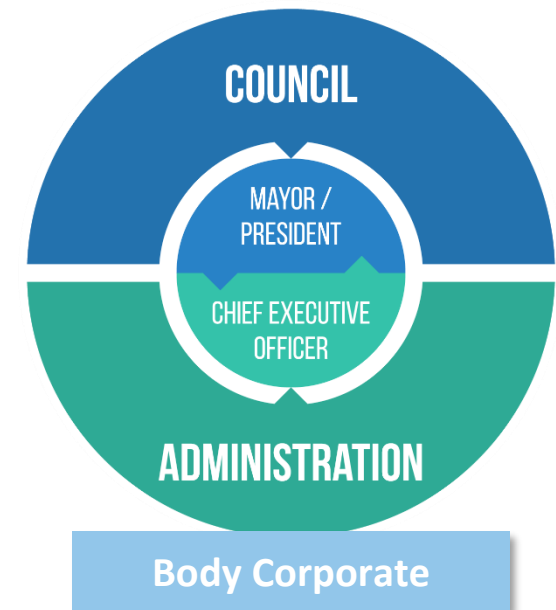 COUNCIL
MAYOR /
PRESIDENT
CHIEF EXECUTIVE
OFFICER
ADMINISTRATION
Body Corporate